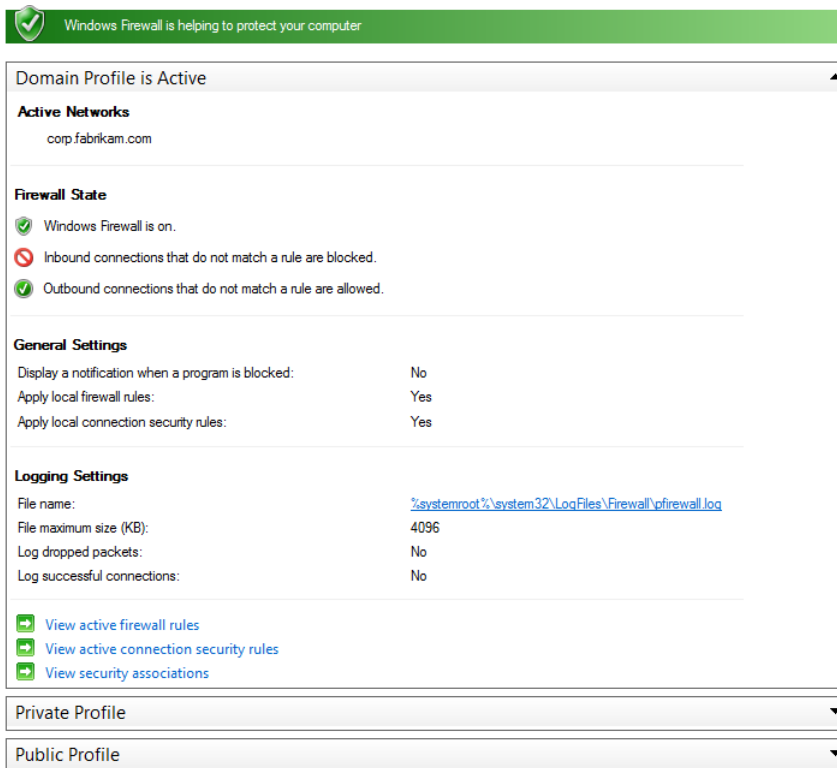 Windows Firewall is helping to protect your computer
Domain Profile is Active
Active Networks
corp.fabrikam.com
Firewall State
Windows Firewall is on.
Inbound connections that do not match a rule are blocked.
Outbound connections that do not match a rule are allowed.
General Settings
Display a notification when a program is blocked: No
Apply local firewall rules: Yes
Apply local connection security rules: Yes
Logging Settings
File name: %systemroot%\system32\LogFiles\Firewall\pfirewall.log
File maximum size (KB): 4096
Log dropped packets: No
Log successful connections: No
View active firewall rules
View active connection security rules
View security associations
Private Profile
Public Profile